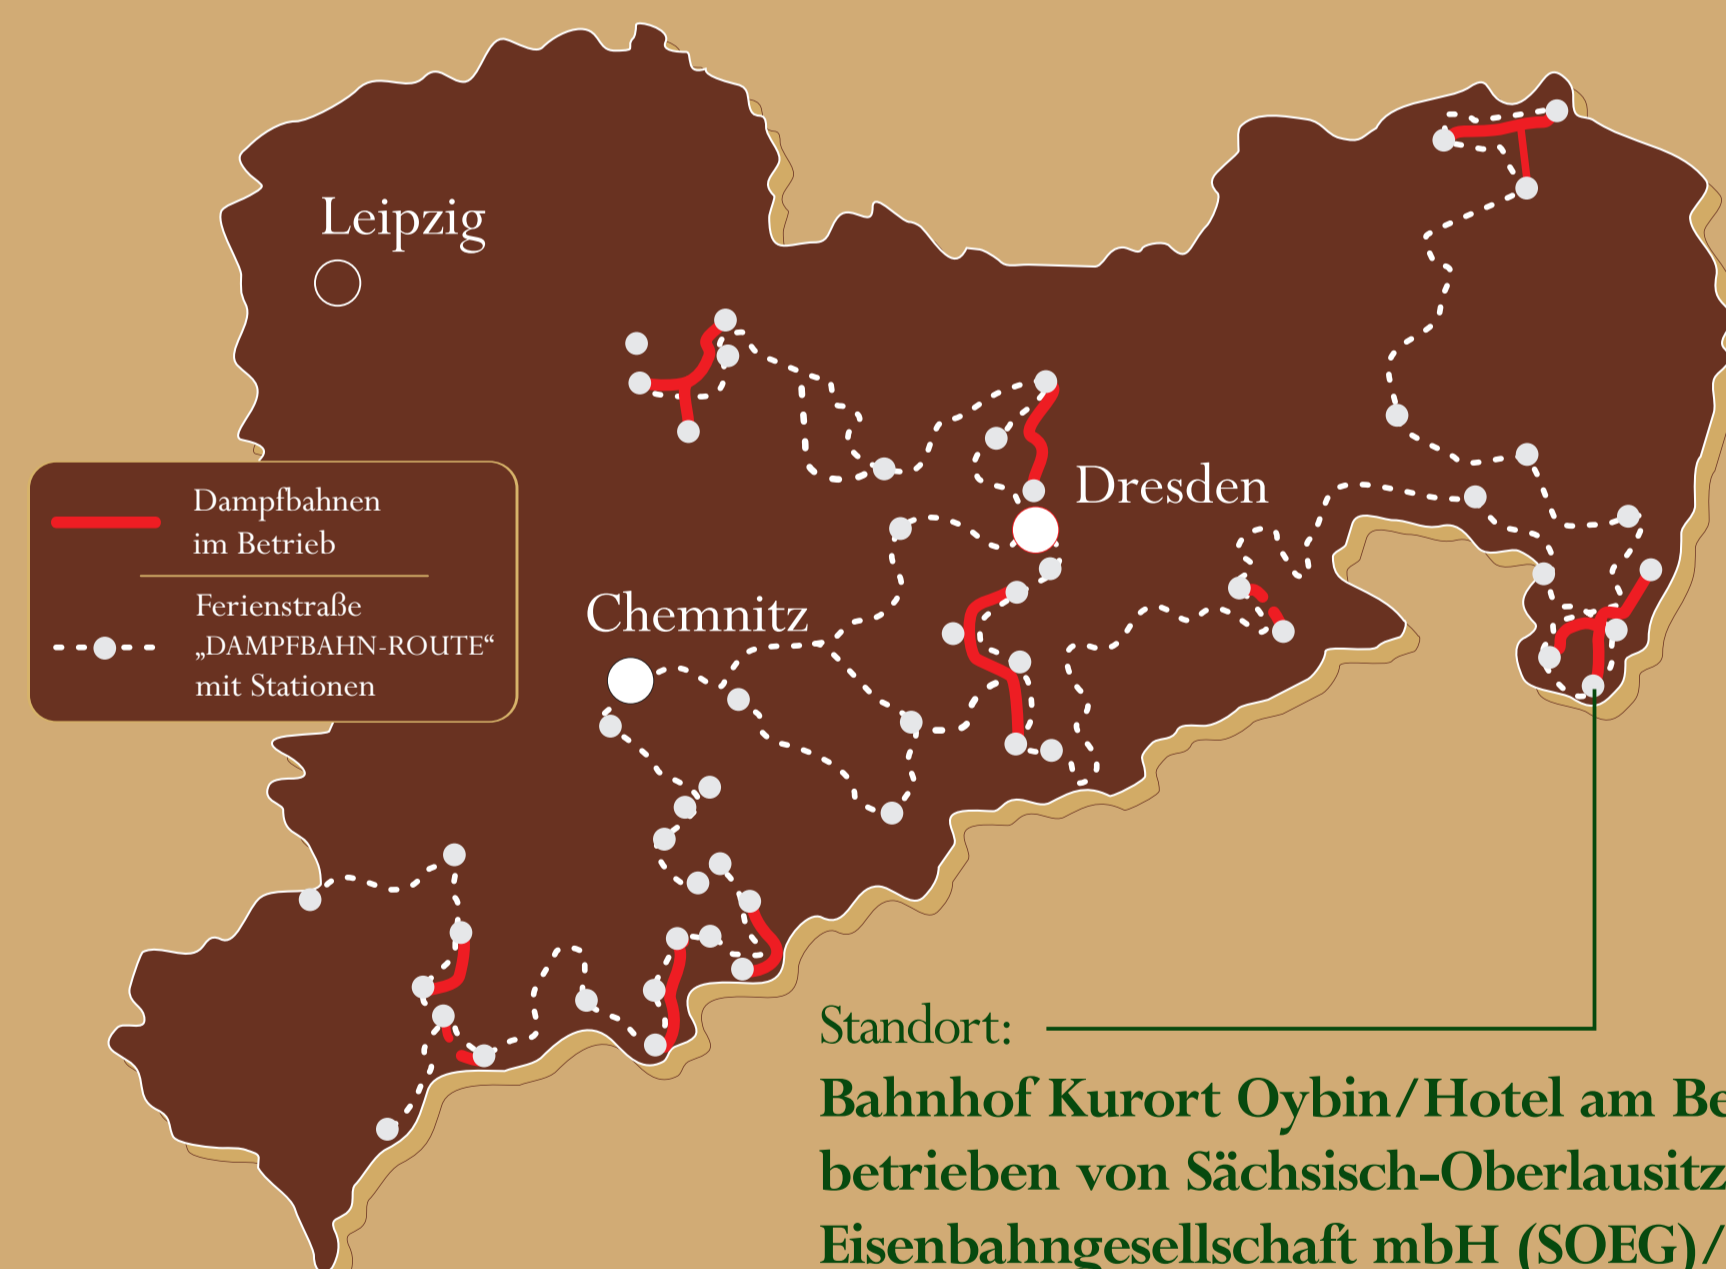 Leipzig
Dresden
Dampfbahnen
im Betrieb
Chemnitz
Ferienstraße
„DAMPFBAHN-ROUTE“
mit Stationen
Standort:
Bahnhof Kurort Oybin/Hotel am
betrieben von Sächsisch-Oberlausitz
Eisenbahngesellschaft mbH (SOEG)/